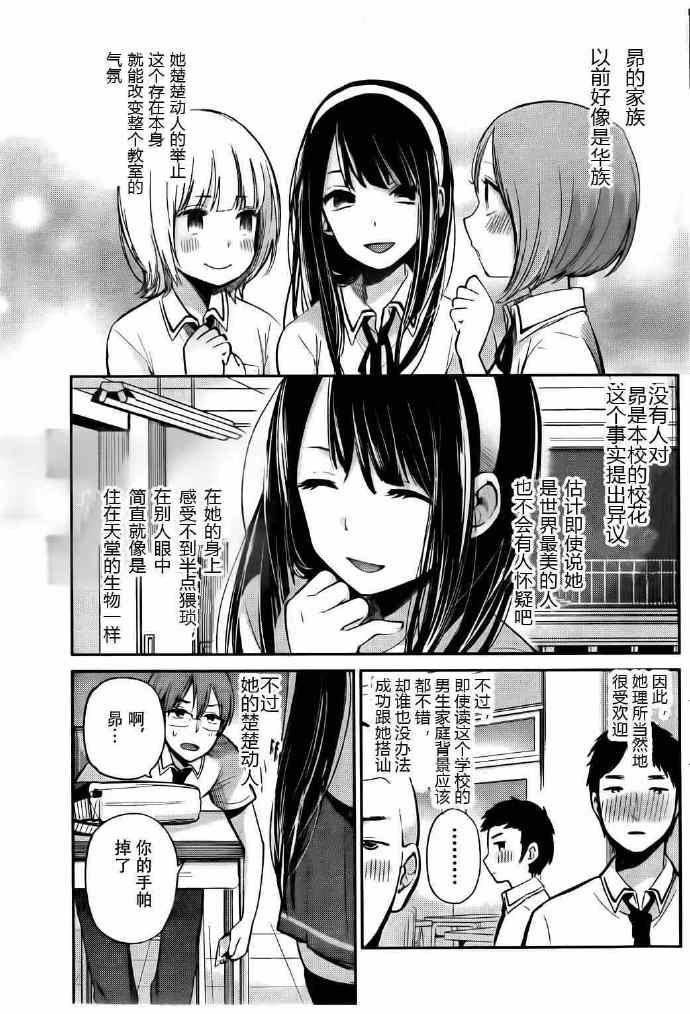 昴的家族
以前好像是华族
她楚楚动人的举止
这个存在本身
就能改变整个教室的
气氛
没有人对
昴是本校的校花
这个事实提出异议
估计即使说她
是世界最美的人
也不会有人怀疑吧
在她的身上
感受不到半点猥琐
在别人眼中
简直就像是
住在天堂的生物一样
因此，
她理所当然地
很受欢迎
不过，
即使读这个学校的
男生家庭背景应该
都不错，
却谁也没办法
成功跟她搭讪
………
不过
她的楚楚动人
啊，
昴…
你的手帕
掉了